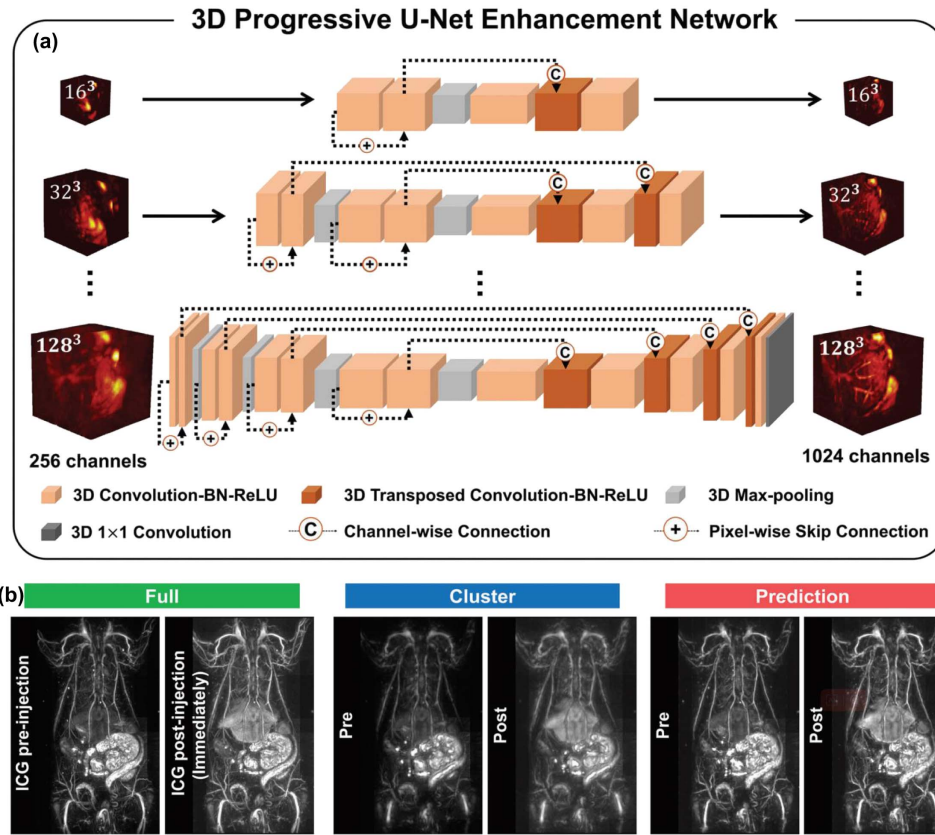 3D Progressive U-Net Enhancement Network
(a)
16³
C
16³
+
32³
C
C
32³
+
+
128³
C
C
C
C
128³
+
+
+
+
256 channels
1024 channels
3D Convolution-BN-ReLU
3D Transposed Convolution-BN-ReLU
3D Max-pooling
3D 1×1 Convolution
C
Channel-wise Connection
+
Pixel-wise Skip Connection
(b)
Full
Cluster
Prediction
ICG pre-injection
ICG post-injection
(Immediately)
Pre
Post
Pre
Post